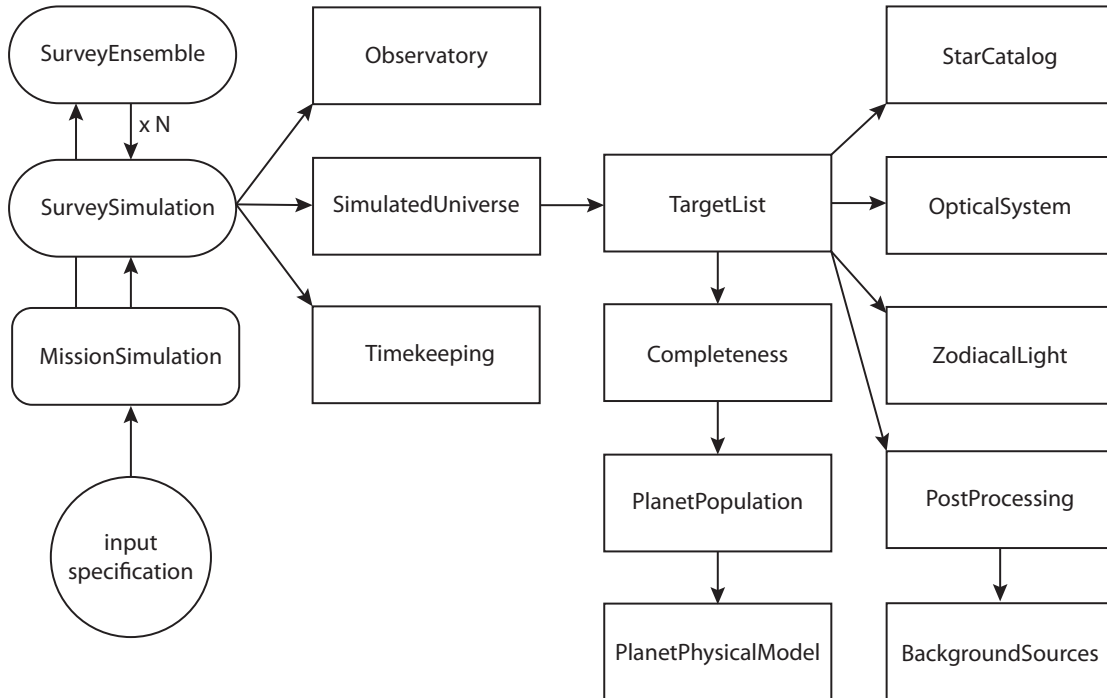 SurveyEnsemble
Observatory
StarCatalog
x N
SurveySimulation
SimulatedUniverse
TargetList
OpticalSystem
MissionSimulation
Timekeeping
Completeness
ZodiacalLight
PlanetPopulation
PostProcessing
input
specification
PlanetPhysicalModel
BackgroundSources